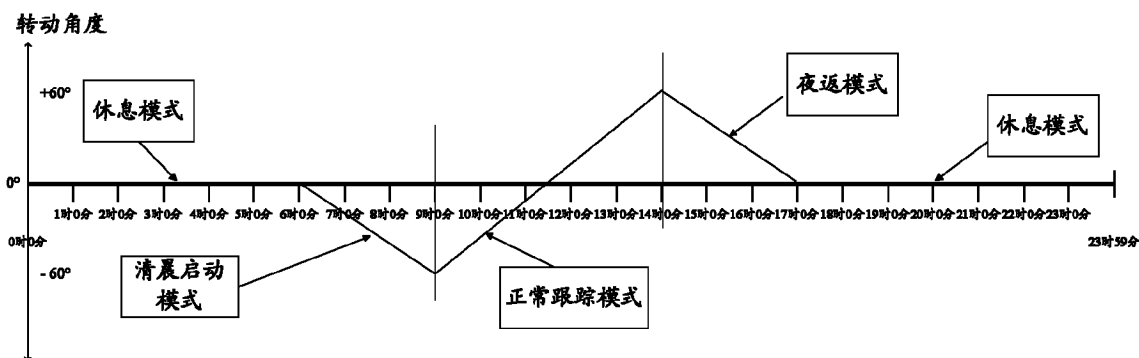 转动角度
+60°
休息模式
夜返模式
休息模式
0°
1时0分 2时0分 3时0分 4时0分 5时0分 6时0分 7时0分 8时0分 9时0分 10时0分 11时0分 12时0分 13时0分 14时0分 15时0分 16时0分 17时0分 18时0分 19时0分 20时0分 21时0分 22时0分 23时0分
0时0分
23时59分
-60°
清晨启动
模式
正常跟踪模式